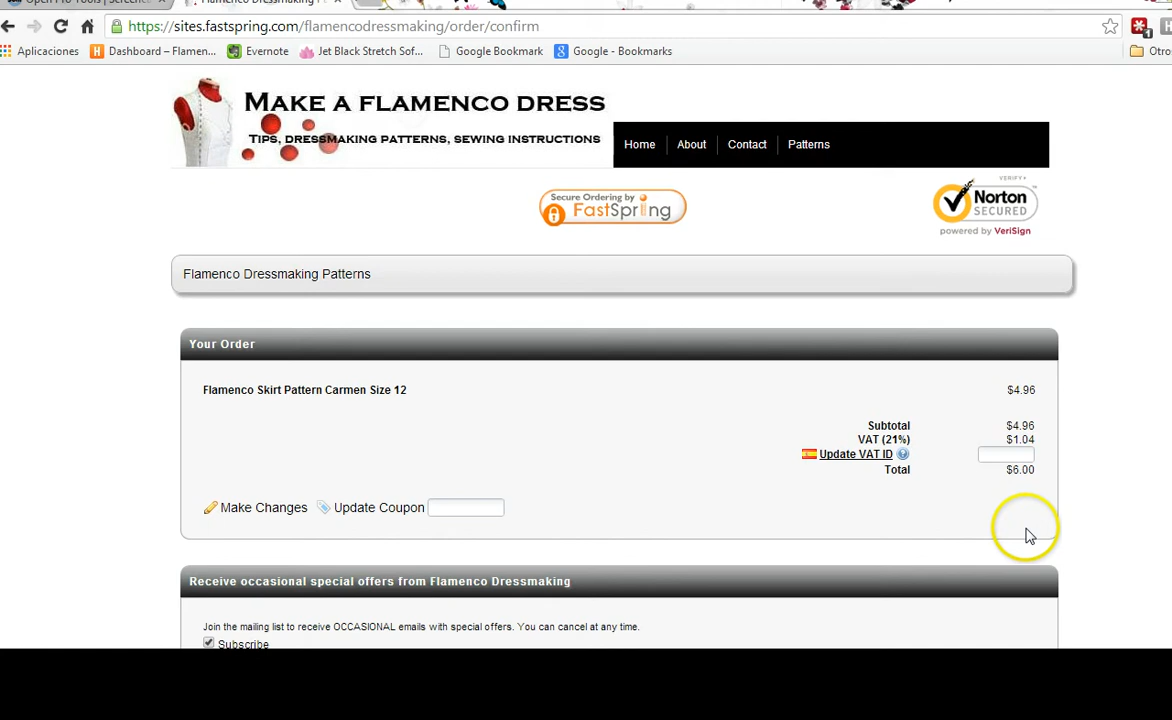 https://sites.fastspring.com/flamencodressmaking/order/confirm
Aplicaciones Dashboard – Flamen... Evernote Jet Black Stretch Sof... Google Bookmark Google - Bookmarks Otro
MAKE A FLAMENCO DRESS
TIPS, DRESSMAKING PATTERNS, SEWING INSTRUCTIONS
Home About Contact Patterns
Secure Ordering by
FastSpring
VERIFY+
Norton
SECURED
powered by VeriSign
Flamenco Dressmaking Patterns
Your Order
Flamenco Skirt Pattern Carmen Size 12 $4.96
Subtotal $4.96
VAT (21%) $1.04
Update VAT ID ?
Total $6.00
Make Changes Update Coupon
Receive occasional special offers from Flamenco Dressmaking
Join the mailing list to receive OCCASIONAL emails with special offers. You can cancel at any time.
Subscribe